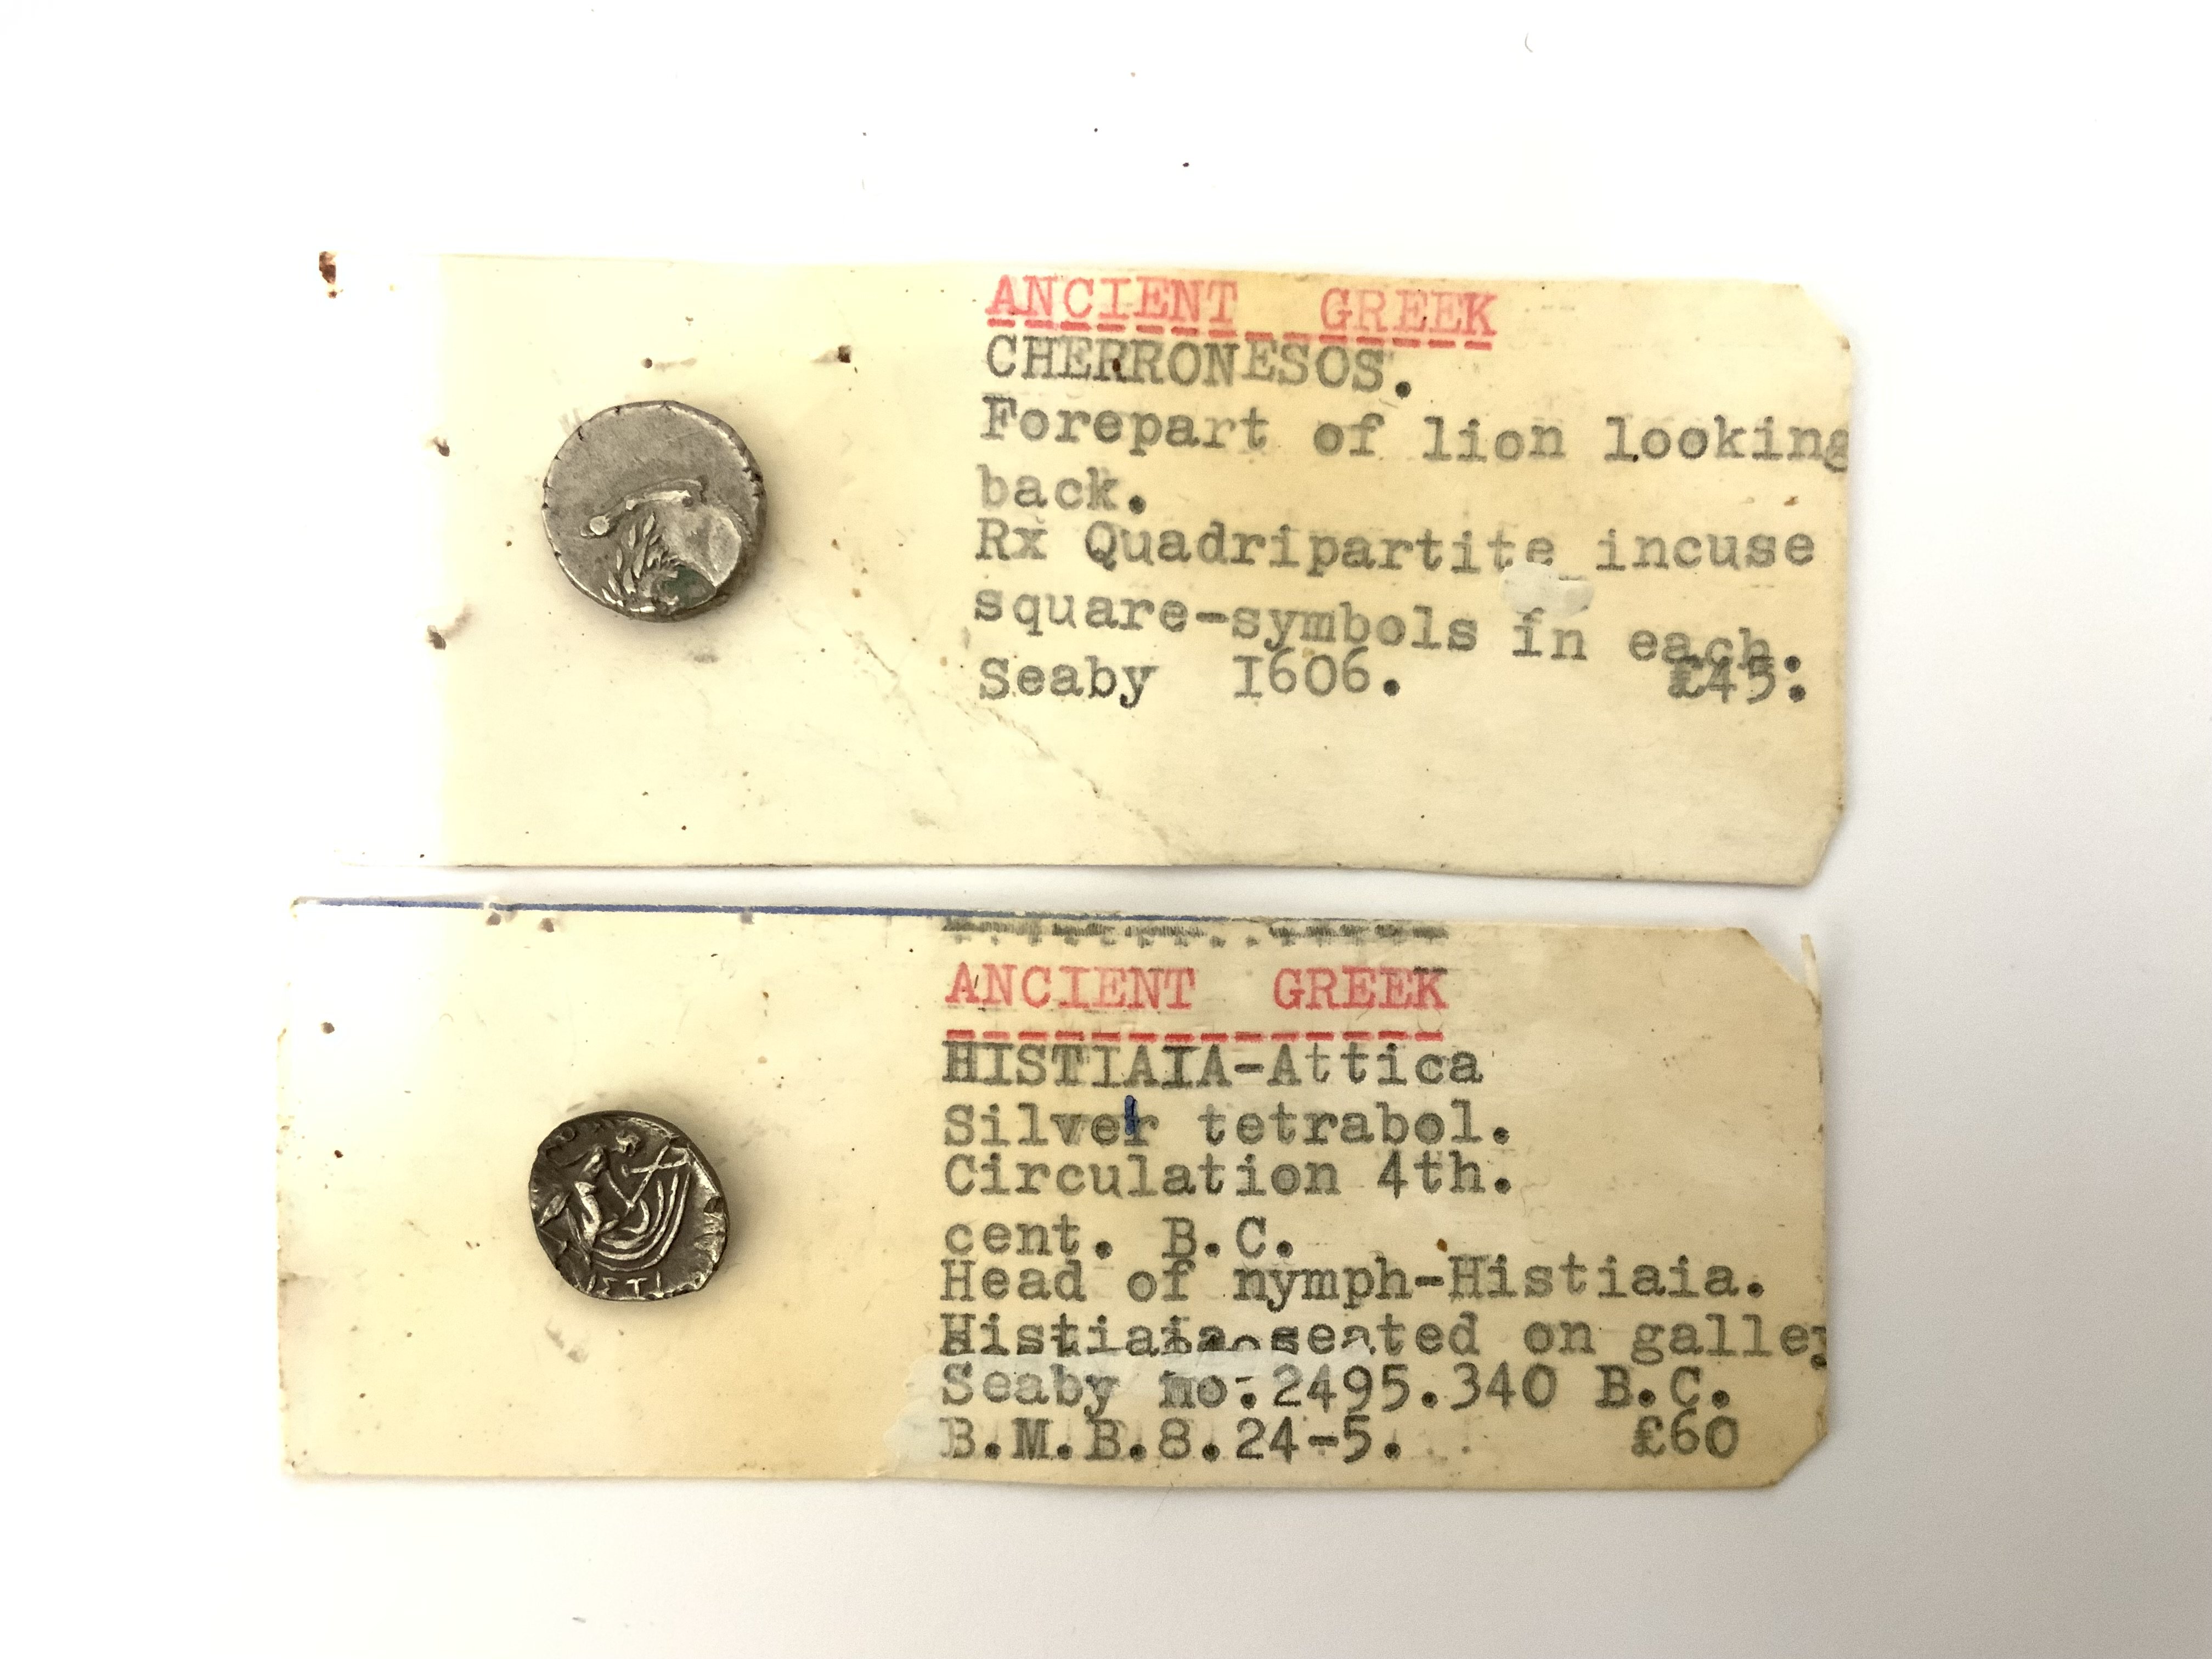 ANCIENT GREEK
CHERRONESOS.
Forepart of lion looking
back.
Rx Quadripartite incuse
square-symbols in each.
Seaby I606. £45.
ANCIENT GREEK
HISTIAIA-Attica
Silver tetrabol.
Circulation 4th.
cent. B.C.
Head of nymph-Histiaia.
Histiaia seated on galley
Seaby no.2495.340 B.C.
B.M.B.8.24-5. £60
ΙΣΤΙ